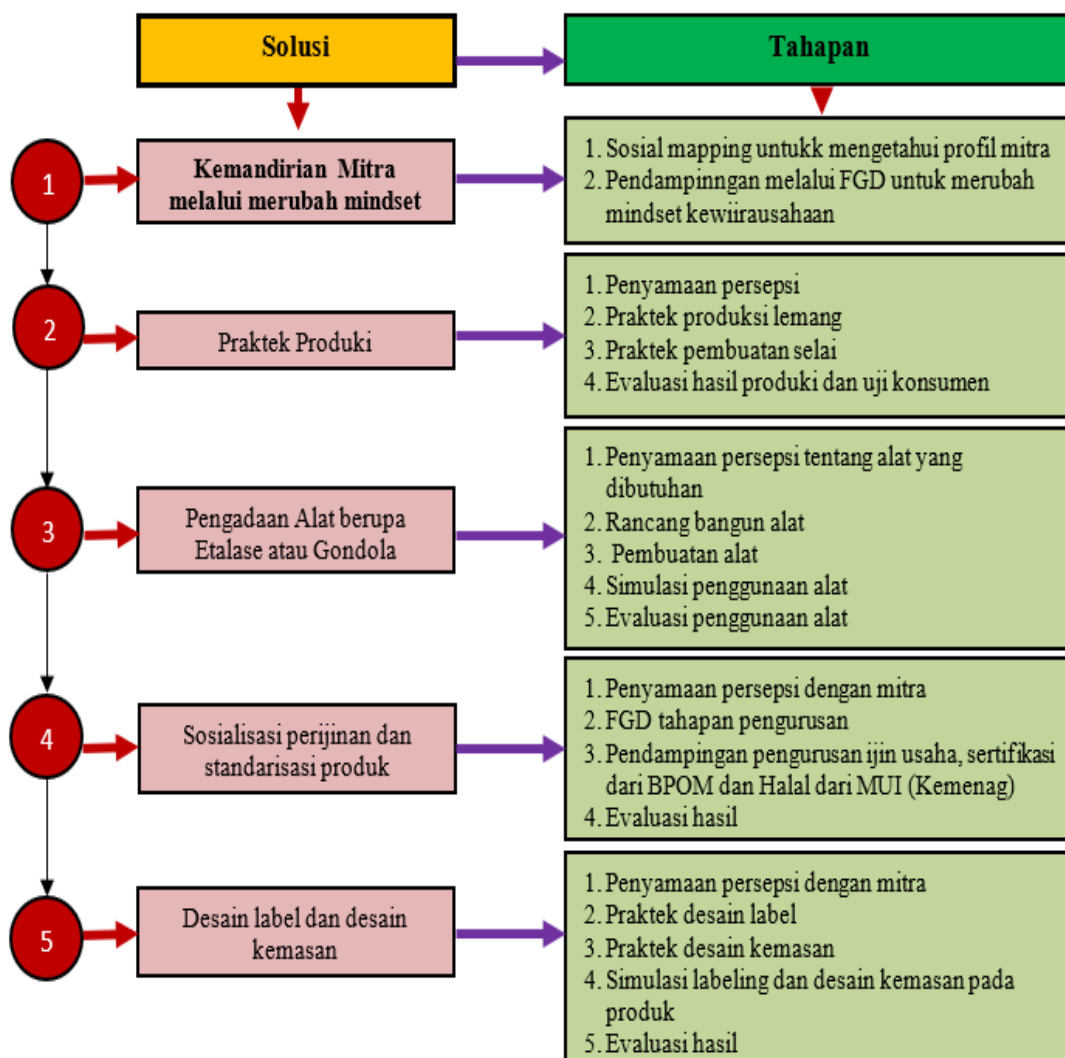 Solusi
Tahapan
1
Kemandirian Mitra
melalui merubah mindset
1. Sosial mapping untukk mengetahui profil mitra
2. Pendampinngan melalui FGD untuk merubah
mindset kewiirausahaan
2
Praktek Produki
1. Penyamaan persepsi
2. Praktek produksi lemang
3. Praktek pembuatan selai
4. Evaluasi hasil produki dan uji konsumen
3
Pengadaan Alat berupa
Etalase atau Gondola
1. Penyamaan persepsi tentang alat yang
dibutuhan
2. Rancang bangun alat
3. Pembuatan alat
4. Simulasi penggunaan alat
5. Evaluasi penggunaan alat
4
Sosialisasi perijinan dan
standarisasi produk
1. Penyamaan persepsi dengan mitra
2. FGD tahapan pengurusan
3. Pendampingan pengurusan ijin usaha, sertifikasi
dari BPOM dan Halal dari MUI (Kemenag)
4. Evaluasi hasil
5
Desain label dan desain
kemasan
1. Penyamaan persepsi dengan mitra
2. Praktek desain label
3. Praktek desain kemasan
4. Simulasi labeling dan desain kemasan pada
produk
5. Evaluasi hasil